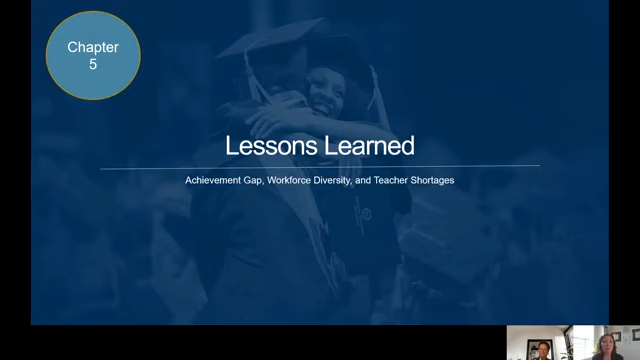 Chapter
5
Lessons Learned
Achievement Gap, Workforce Diversity, and Teacher Shortages